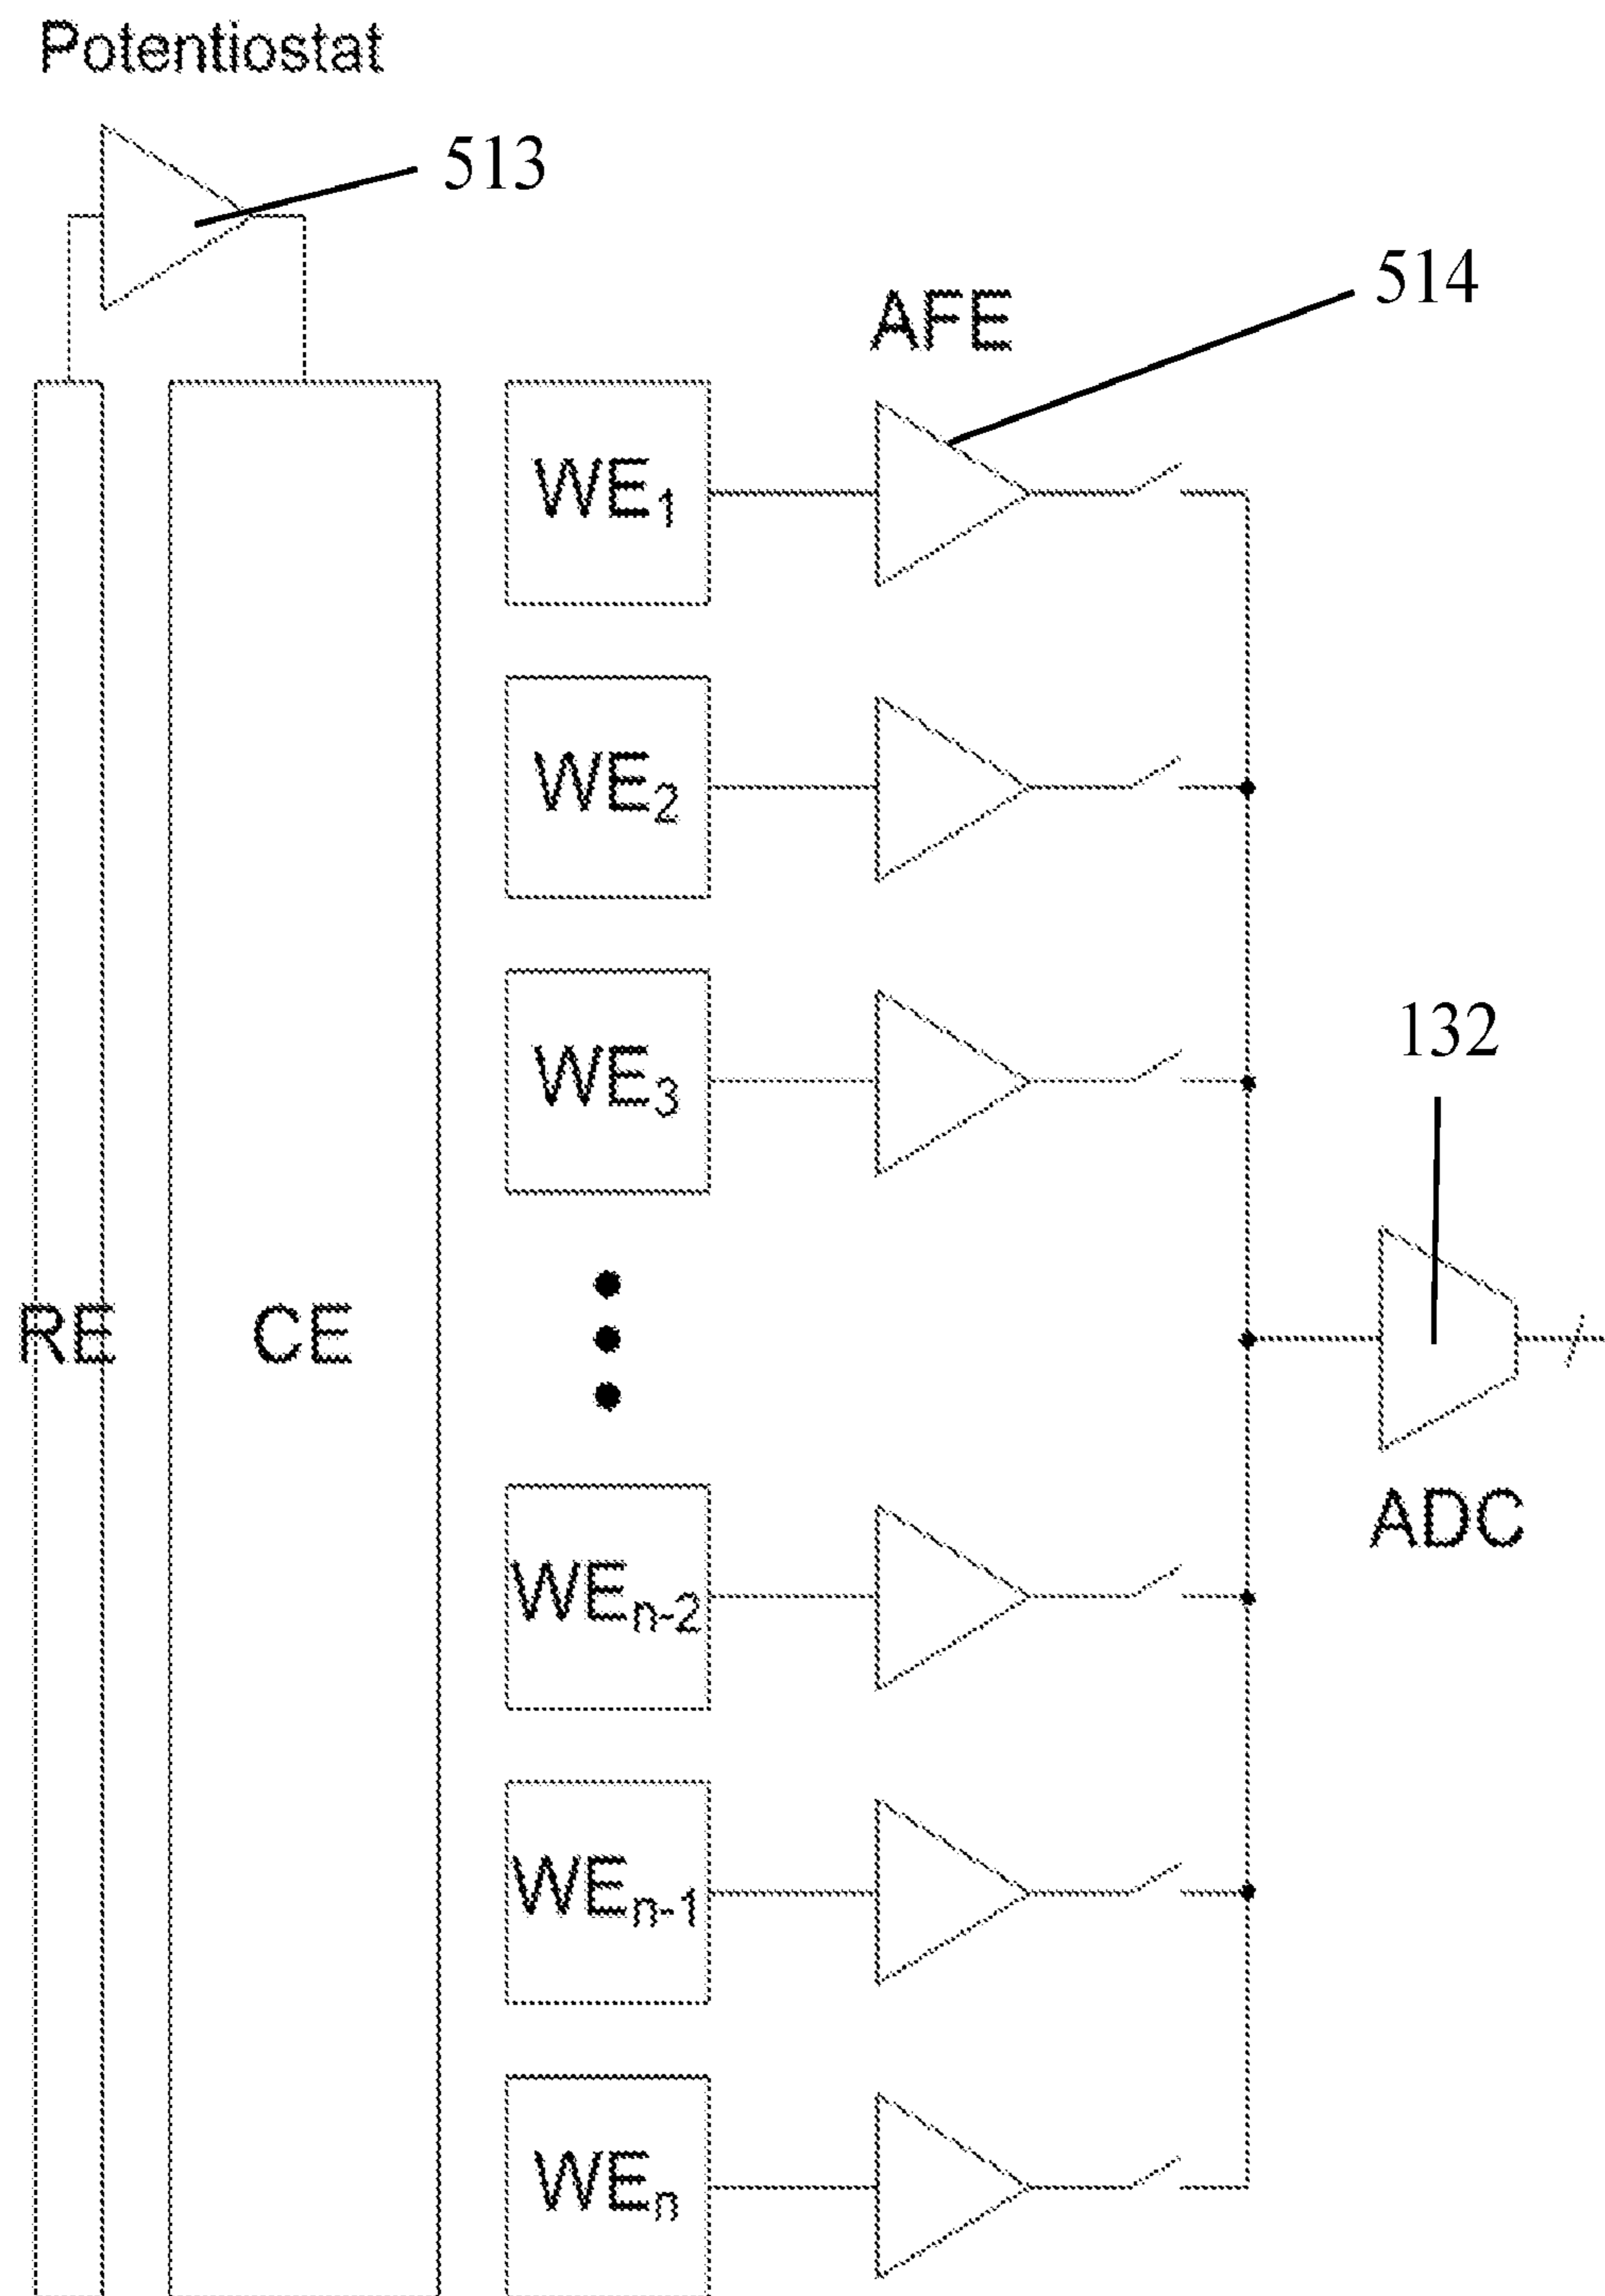 Potentiostat
513
514
AFE
WE1
WE2
WE3
132
RE
CE
ADC
WEn-2
WEn-1
WEn